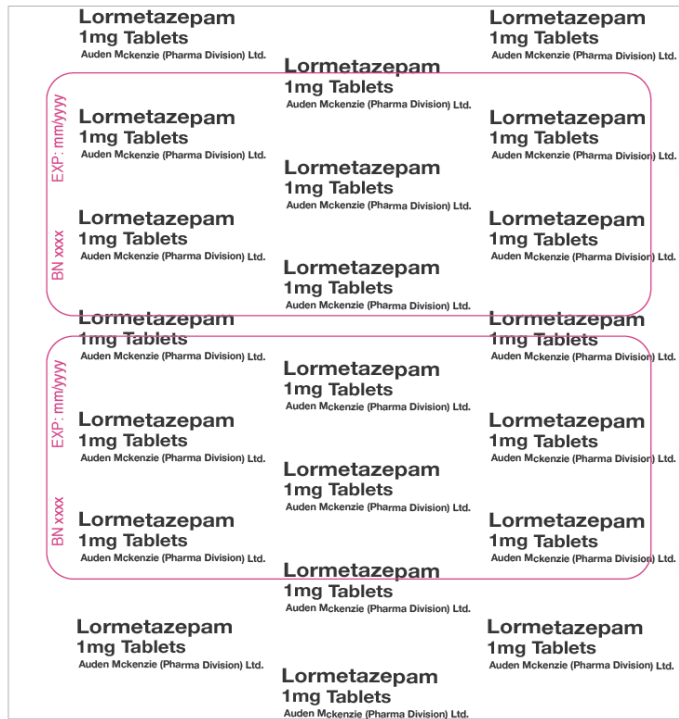 Lormetazepam
1mg Tablets
Auden Mckenzie (Pharma Division) Ltd.
Lormetazepam
1mg Tablets
Auden Mckenzie (Pharma Division) Ltd.
Lormetazepam
1mg Tablets
Auden Mckenzie (Pharma Division) Ltd.
EXP: mm/yyyy
Lormetazepam
1mg Tablets
Auden Mckenzie (Pharma Division) Ltd.
Lormetazepam
1mg Tablets
Auden Mckenzie (Pharma Division) Ltd.
Lormetazepam
1mg Tablets
Auden Mckenzie (Pharma Division) Ltd.
BN xxxx
Lormetazepam
1mg Tablets
Auden Mckenzie (Pharma Division) Ltd.
Lormetazepam
1mg Tablets
Auden Mckenzie (Pharma Division) Ltd.
Lormetazepam
1mg Tablets
Auden Mckenzie (Pharma Division) Ltd.
Lormetazepam
1mg Tablets
Auden Mckenzie (Pharma Division) Ltd.
Lormetazepam
1mg Tablets
Auden Mckenzie (Pharma Division) Ltd.
Lormetazepam
1mg Tablets
Auden Mckenzie (Pharma Division) Ltd.
EXP: mm/yyyy
Lormetazepam
1mg Tablets
Auden Mckenzie (Pharma Division) Ltd.
Lormetazepam
1mg Tablets
Auden Mckenzie (Pharma Division) Ltd.
Lormetazepam
1mg Tablets
Auden Mckenzie (Pharma Division) Ltd.
BN xxxx
Lormetazepam
1mg Tablets
Auden Mckenzie (Pharma Division) Ltd.
Lormetazepam
1mg Tablets
Auden Mckenzie (Pharma Division) Ltd.
Lormetazepam
1mg Tablets
Auden Mckenzie (Pharma Division) Ltd.
Lormetazepam
1mg Tablets
Auden Mckenzie (Pharma Division) Ltd.
Lormetazepam
1mg Tablets
Auden Mckenzie (Pharma Division) Ltd.
Lormetazepam
1mg Tablets
Auden Mckenzie (Pharma Division) Ltd.